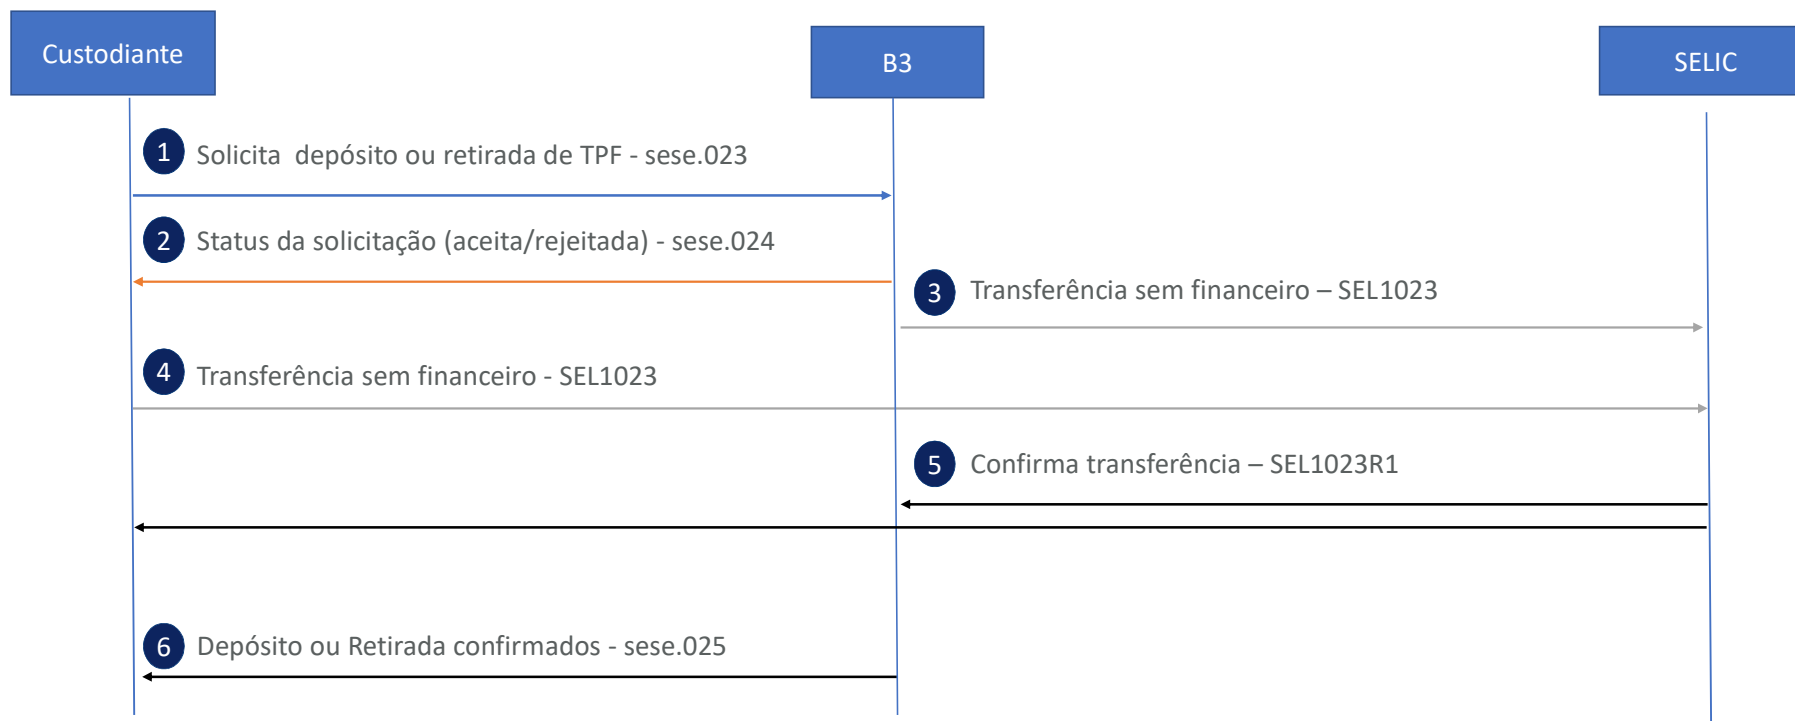 Custodiante
B3
SELIC
1 Solicita  depósito ou retirada de TPF - sese.023
2 Status da solicitação (aceita/rejeitada) - sese.024
3 Transferência sem financeiro – SEL1023
4 Transferência sem financeiro - SEL1023
5 Confirma transferência – SEL1023R1
6 Depósito ou Retirada confirmados - sese.025